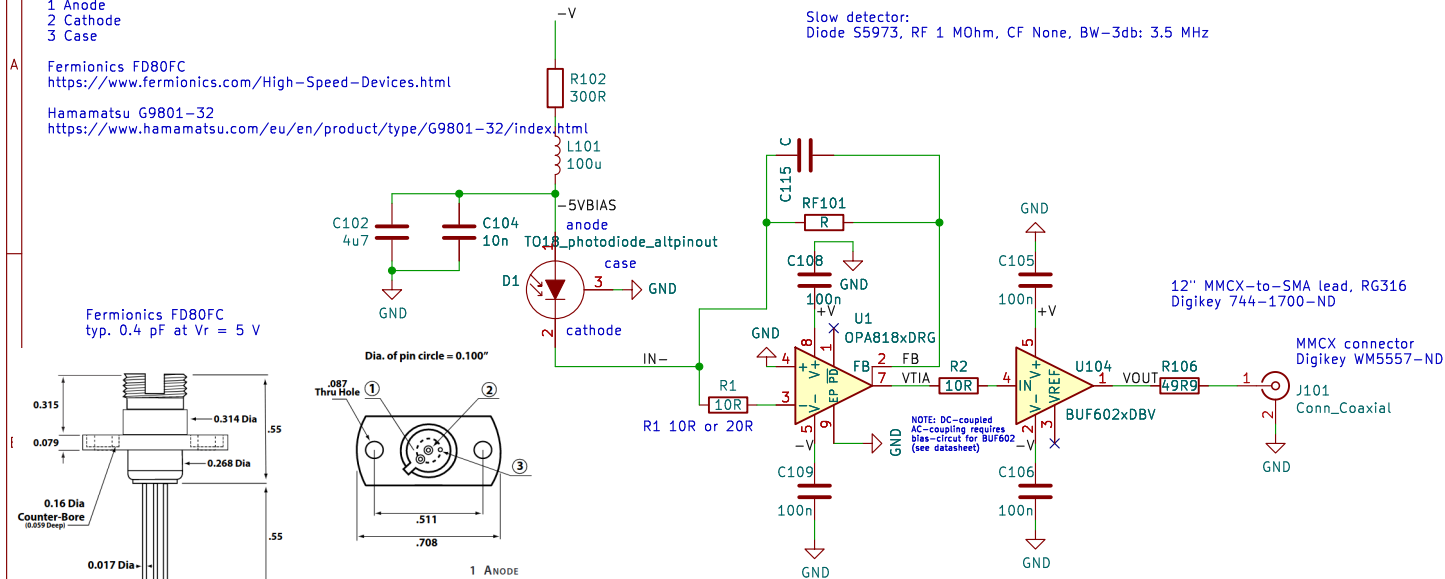 1 Anode
2 Cathode
3 Case
A
Fermionics FD80FC
https://www.fermionics.com/High-Speed-Devices.html
Hamamatsu G9801-32
https://www.hamamatsu.com/eu/en/product/type/G9801-32/index.html
Slow detector:
Diode S5973, RF 1 MOhm, CF None, BW-3db: 3.5 MHz
-V
R102
300R
L101
100u
-5VBIAS
C102
4u7
C104
10n
GND
anode
TO18_photodiode_altpinout
1
case
D1
3
GND
2
cathode
IN-
C
C115
RF101
R
C108
100n
GND
+V
U1
OPA818xDRG
GND
4
+
8
V+
1
PD
FB
2
FB
7
VTIA
R1
10R
R1 10R or 20R
3
-
V-
5
EP
9
-V
GND
C109
100n
GND
R2
10R
NOTE: DC-coupled
AC-coupling requires
bias-circut for BUF602
(see datasheet)
GND
C105
100n
+V
5
U104
4
IN
V+
V-
VREF
1
VOUT
BUF602xDBV
2
3
-V
C106
100n
GND
R106
49R9
12" MMCX-to-SMA lead, RG316
Digikey 744-1700-ND
MMCX connector
Digikey WM5557-ND
1
J101
Conn_Coaxial
2
GND
Fermionics FD80FC
typ. 0.4 pF at Vr = 5 V
0.315
0.079
0.314 Dia
.55
0.268 Dia
0.16 Dia
Counter-Bore
(0.059 Deep)
.55
0.017 Dia
Dia. of pin circle = 0.100"
.087
Thru Hole
1
2
3
.511
.708
1 ANODE